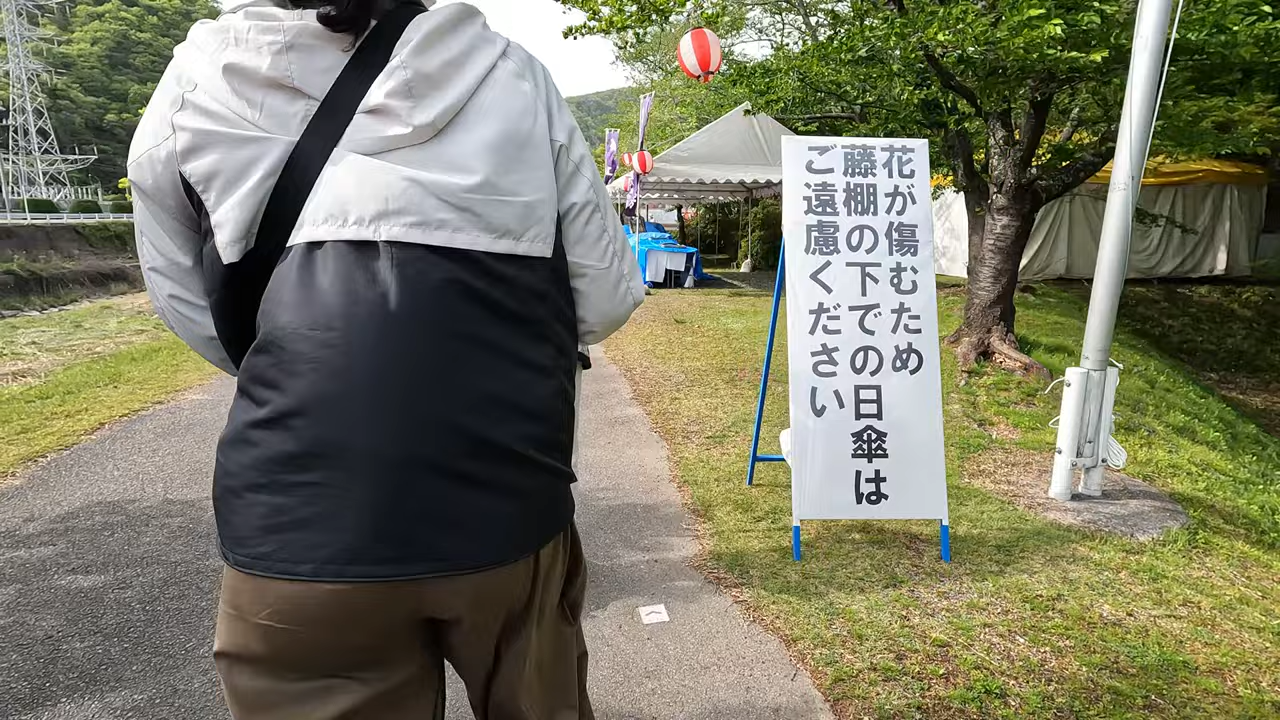 花が傷むため
藤棚の下での日傘は
ご遠慮ください